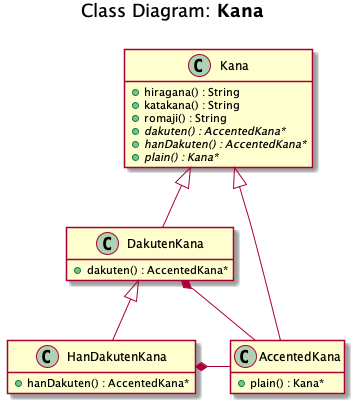 Class Diagram: Kana
C Kana
hiragana() : String
katakana() : String
romaji() : String
dakuten() : AccentedKana*
hanDakuten() : AccentedKana*
plain() : Kana*
C DakutenKana
dakuten() : AccentedKana*
C HanDakutenKana
hanDakuten() : AccentedKana*
C AccentedKana
plain() : Kana*